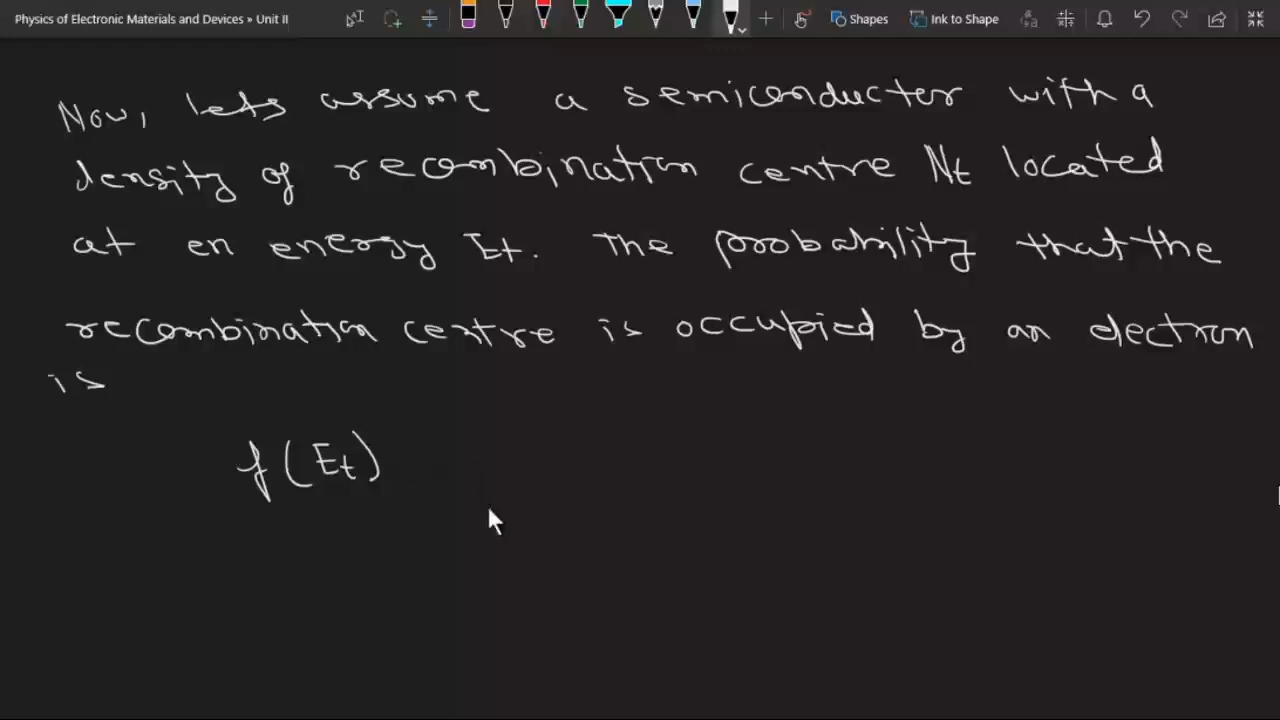 Physics of Electronic Materials and Devices » Unit II
Shapes
Ink to Shape
Now, lets assume a semiconductor with a
density of recombination centre Nt located
at en energy Et. The probability that the
recombination centre is occupied by an electron
is
f(Et)